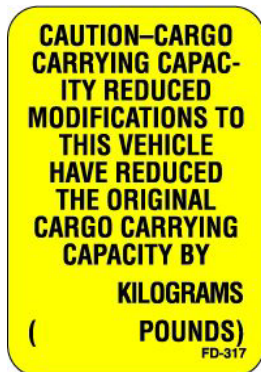 CAUTION–CARGO
CARRYING CAPAC-
ITY REDUCED
MODIFICATIONS TO
THIS VEHICLE
HAVE REDUCED
THE ORIGINAL
CARGO CARRYING
CAPACITY BY
KILOGRAMS
( POUNDS)
FD-317